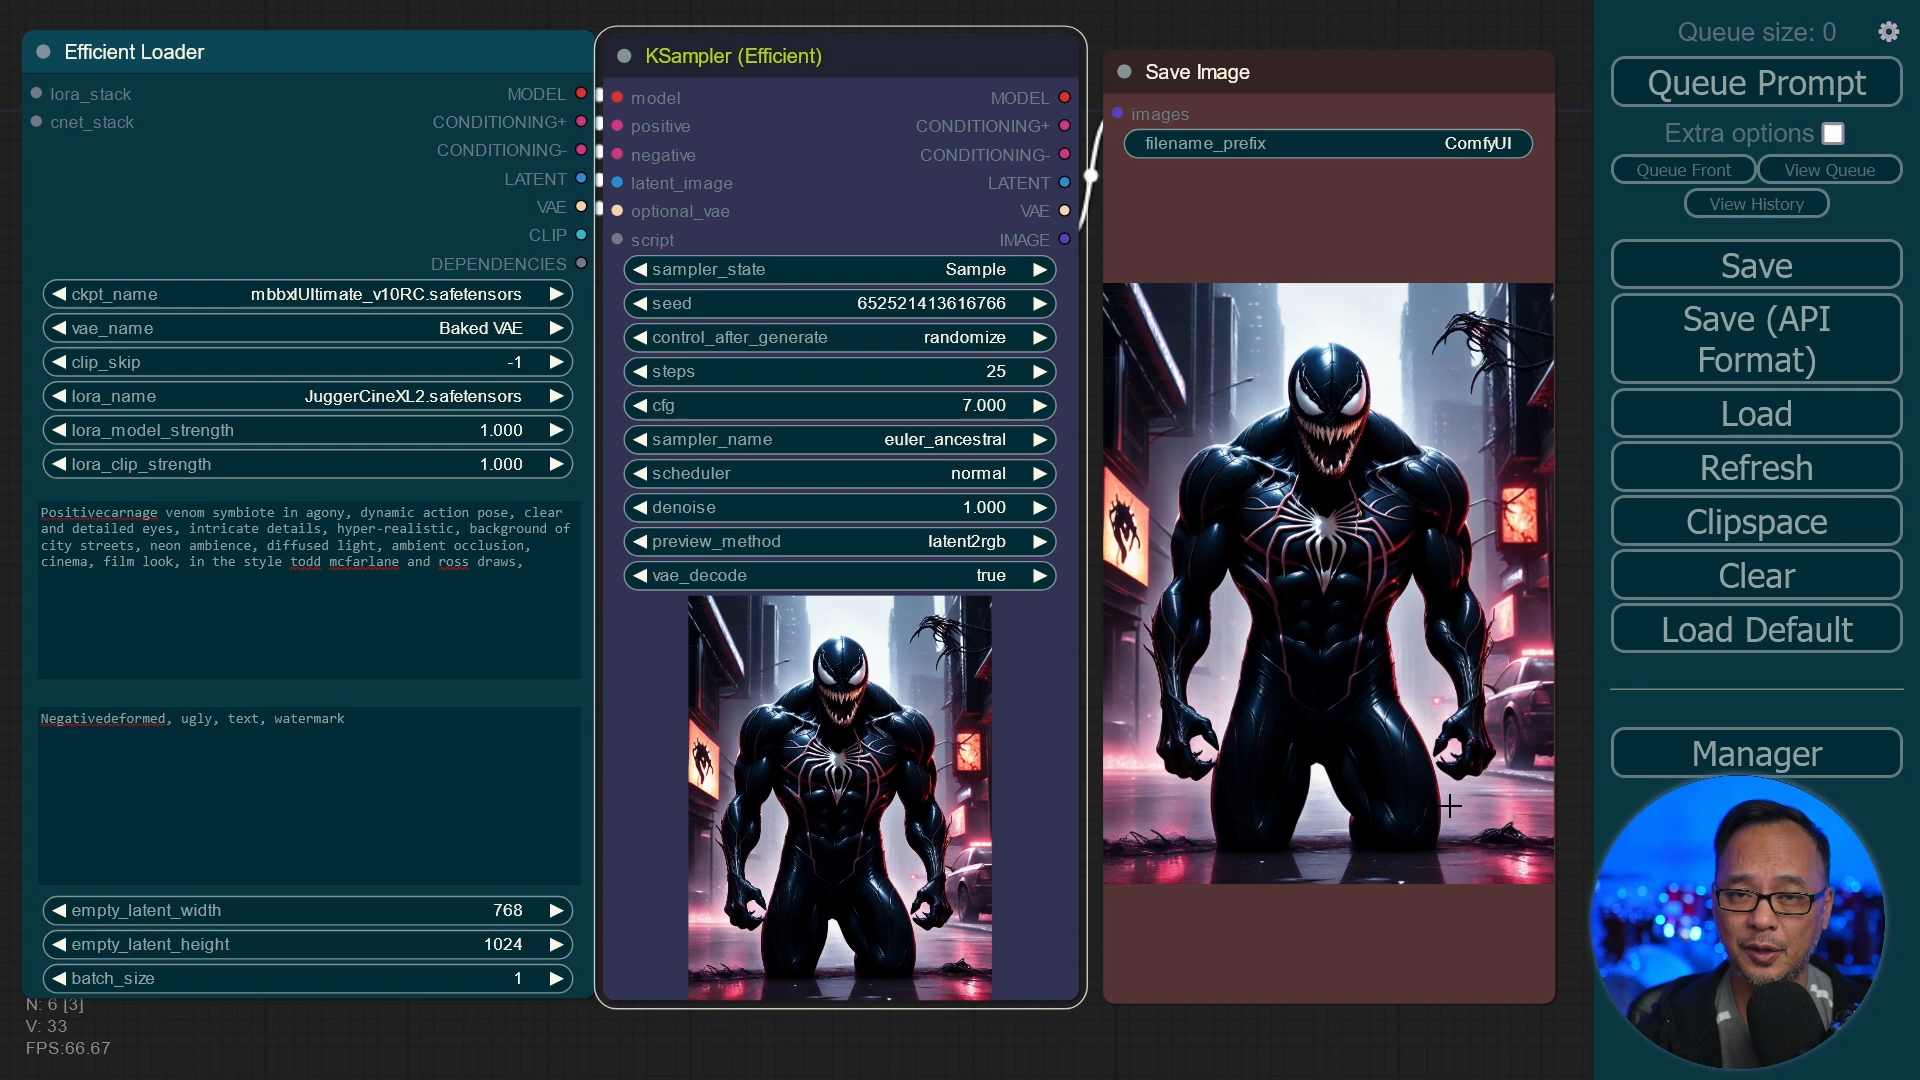 Efficient Loader
lora_stack
cnet_stack
MODEL
CONDITIONING+
CONDITIONING-
LATENT
VAE
CLIP
DEPENDENCIES
ckpt_name mbbxlUltimate_v10RC.safetensors
vae_name Baked VAE
clip_skip -1
lora_name JuggerCineXL2.safetensors
lora_model_strength 1.000
lora_clip_strength 1.000
Positivecarnage venom symbiote in agony, dynamic action pose, clear
and detailed eyes, intricate details, hyper-realistic, background of
city streets, neon ambience, diffused light, ambient occlusion,
cinema, film look, in the style todd mcfarlane and ross draws,
Negativedeformed, ugly, text, watermark
empty_latent_width 768
empty_latent_height 1024
batch_size 1
N: 6 [3]
V: 33
FPS:66.67
KSampler (Efficient)
model MODEL
positive CONDITIONING+
negative CONDITIONING-
latent_image LATENT
optional_vae VAE
script IMAGE
sampler_state Sample
seed 652521413616766
control_after_generate randomize
steps 25
cfg 7.000
sampler_name euler_ancestral
scheduler normal
denoise 1.000
preview_method latent2rgb
vae_decode true
Save Image
images
filename_prefix ComfyUI
Queue size: 0
Queue Prompt
Extra options
Queue Front View Queue
View History
Save
Save (API
Format)
Load
Refresh
Clipspace
Clear
Load Default
Manager